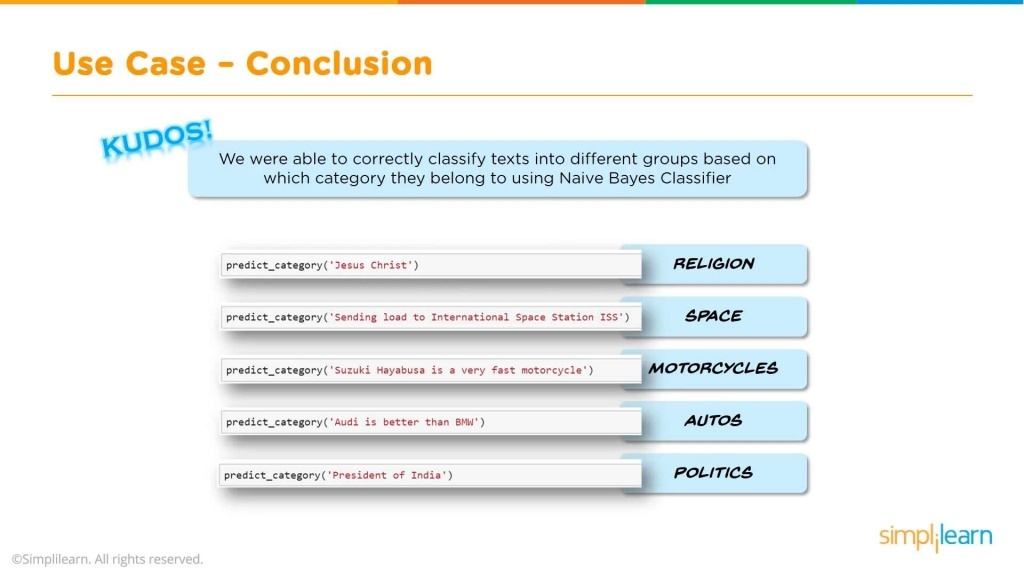 Use Case – Conclusion
KUDOS!
We were able to correctly classify texts into different groups based on
which category they belong to using Naive Bayes Classifier
predict_category('Jesus Christ') RELIGION
predict_category('Sending load to International Space Station ISS') SPACE
predict_category('Suzuki Hayabusa is a very fast motorcycle') MOTORCYCLES
predict_category('Audi is better than BMW') AUTOS
predict_category('President of India') POLITICS
simplilearn
©Simplilearn. All rights reserved.